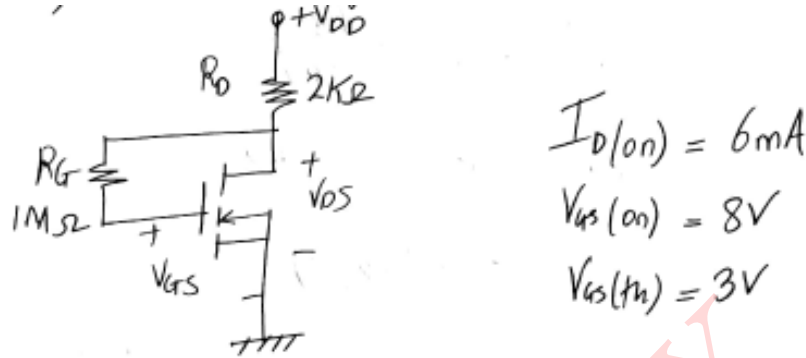 +VDD
RD 2KΩ
ID(on) = 6mA
RG
+
VDS
1MΩ
+
VGS(on) = 8V
VGS
-
-
VGS(th) = 3V